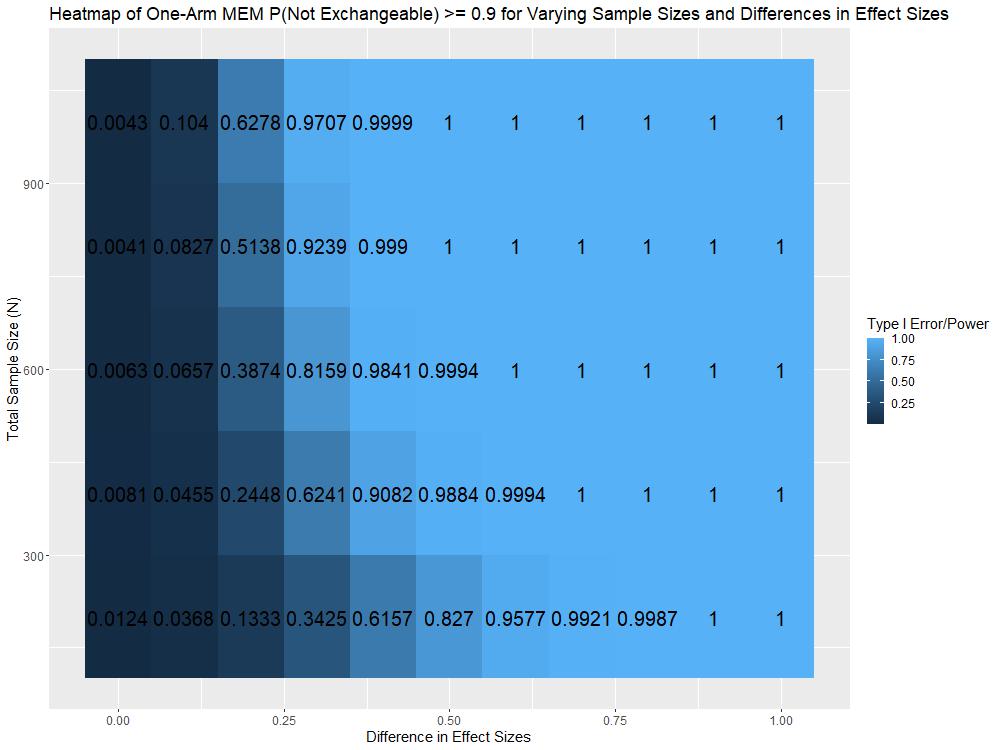 Heatmap of One-Arm MEM P(Not Exchangeable) >= 0.9 for Varying Sample Sizes and Differences in Effect Sizes
0.0043 0.104 0.6278 0.9707 0.9999 1 1 1 1 1 1
900
0.0041 0.0827 0.5138 0.9239 0.999 1 1 1 1 1 1
Total Sample Size (N)
600
0.0063 0.0657 0.3874 0.8159 0.9841 0.9994 1 1 1 1 1
0.0081 0.0455 0.2448 0.6241 0.9082 0.9884 0.9994 1 1 1 1
300
0.0124 0.0368 0.1333 0.3425 0.6157 0.827 0.9577 0.9921 0.9987 1 1
0.00 0.25 0.50 0.75 1.00
Difference in Effect Sizes
Type I Error/Power
1.00
0.75
0.50
0.25